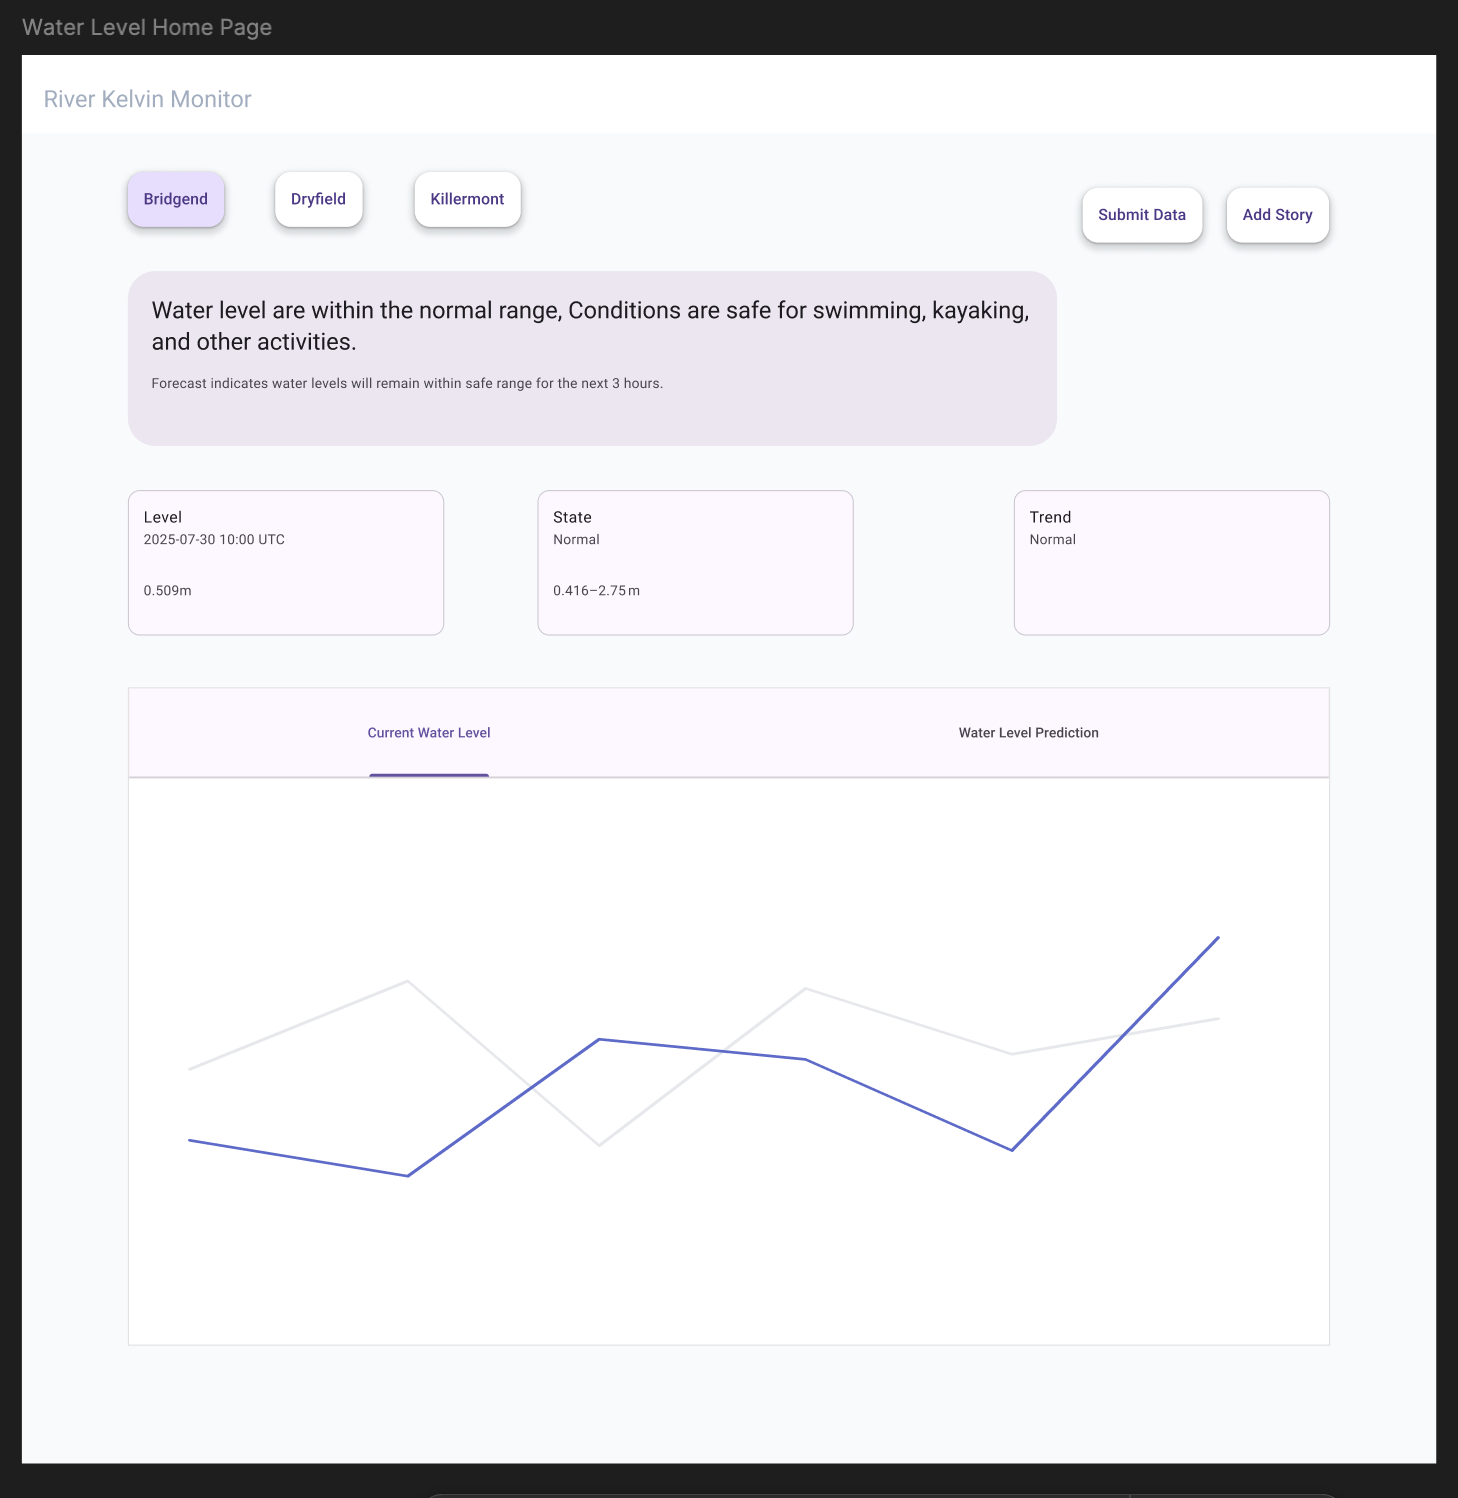 Water Level Home Page
River Kelvin Monitor
Bridgend
Dryfield
Killermont
Submit Data
Add Story
Water level are within the normal range, Conditions are safe for swimming, kayaking,
and other activities.
Forecast indicates water levels will remain within safe range for the next 3 hours.
Level
2025-07-30 10:00 UTC
0.509m
State
Normal
0.416–2.75 m
Trend
Normal
Current Water Level
Water Level Prediction